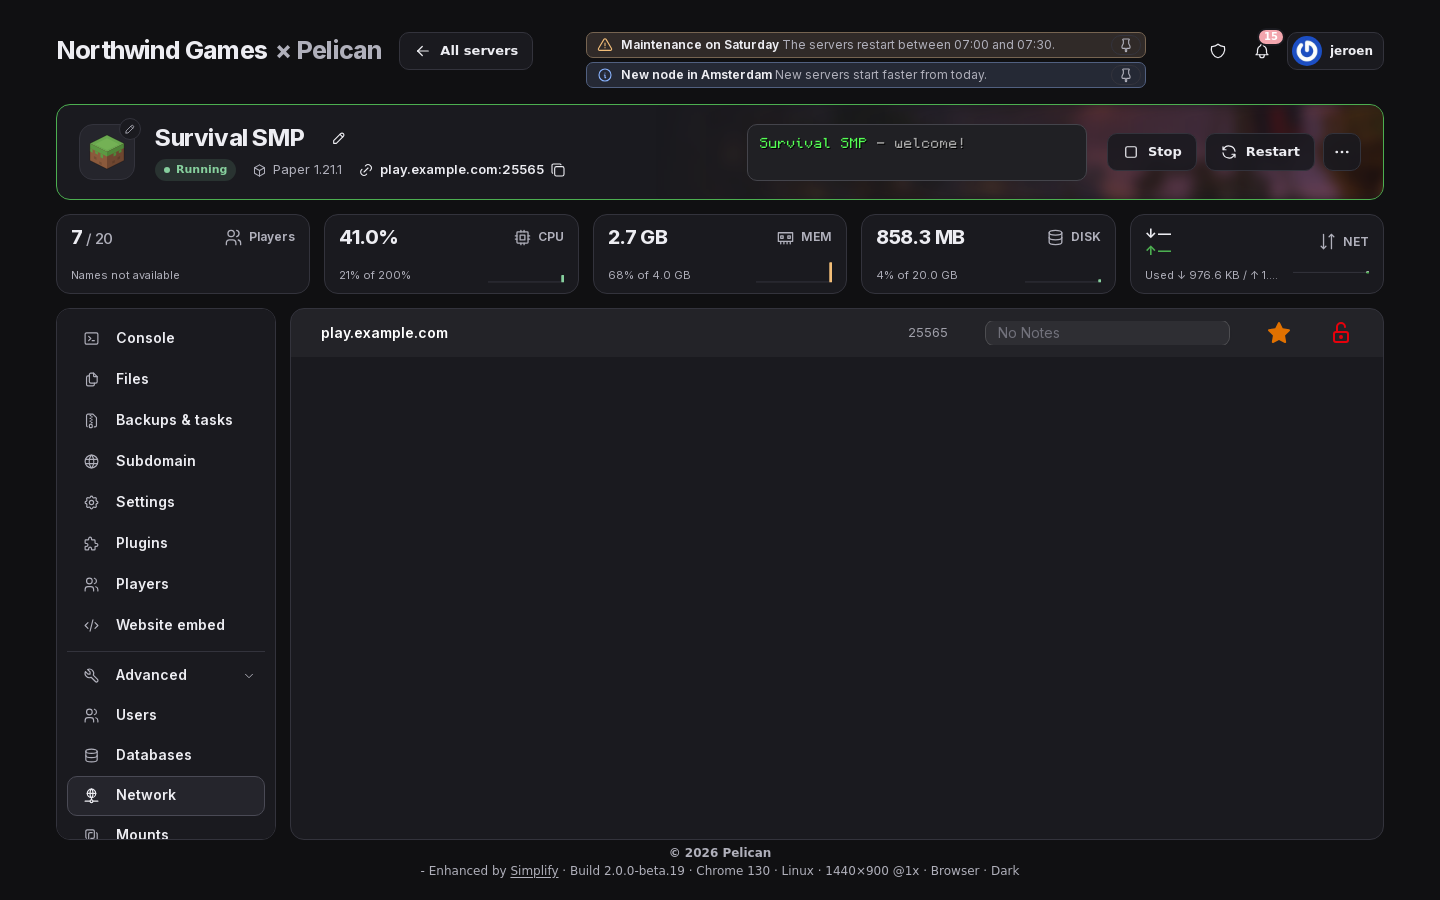 Northwind Games × Pelican
All servers
Maintenance on Saturday The servers restart between 07:00 and 07:30.
New node in Amsterdam New servers start faster from today.
15
jeroen
Survival SMP
Running
Paper 1.21.1
play.example.com:25565
Survival SMP - welcome!
Stop
Restart
7 / 20
Players
Names not available
41.0%
CPU
21% of 200%
2.7 GB
MEM
68% of 4.0 GB
858.3 MB
DISK
4% of 20.0 GB
↓—
↑—
NET
Used ↓ 976.6 KB / ↑ 1....
Console
Files
Backups & tasks
Subdomain
Settings
Plugins
Players
Website embed
Advanced
Users
Databases
Network
Mounts
play.example.com
25565
No Notes
© 2026 Pelican
- Enhanced by Simplify · Build 2.0.0-beta.19 · Chrome 130 · Linux · 1440×900 @1x · Browser · Dark